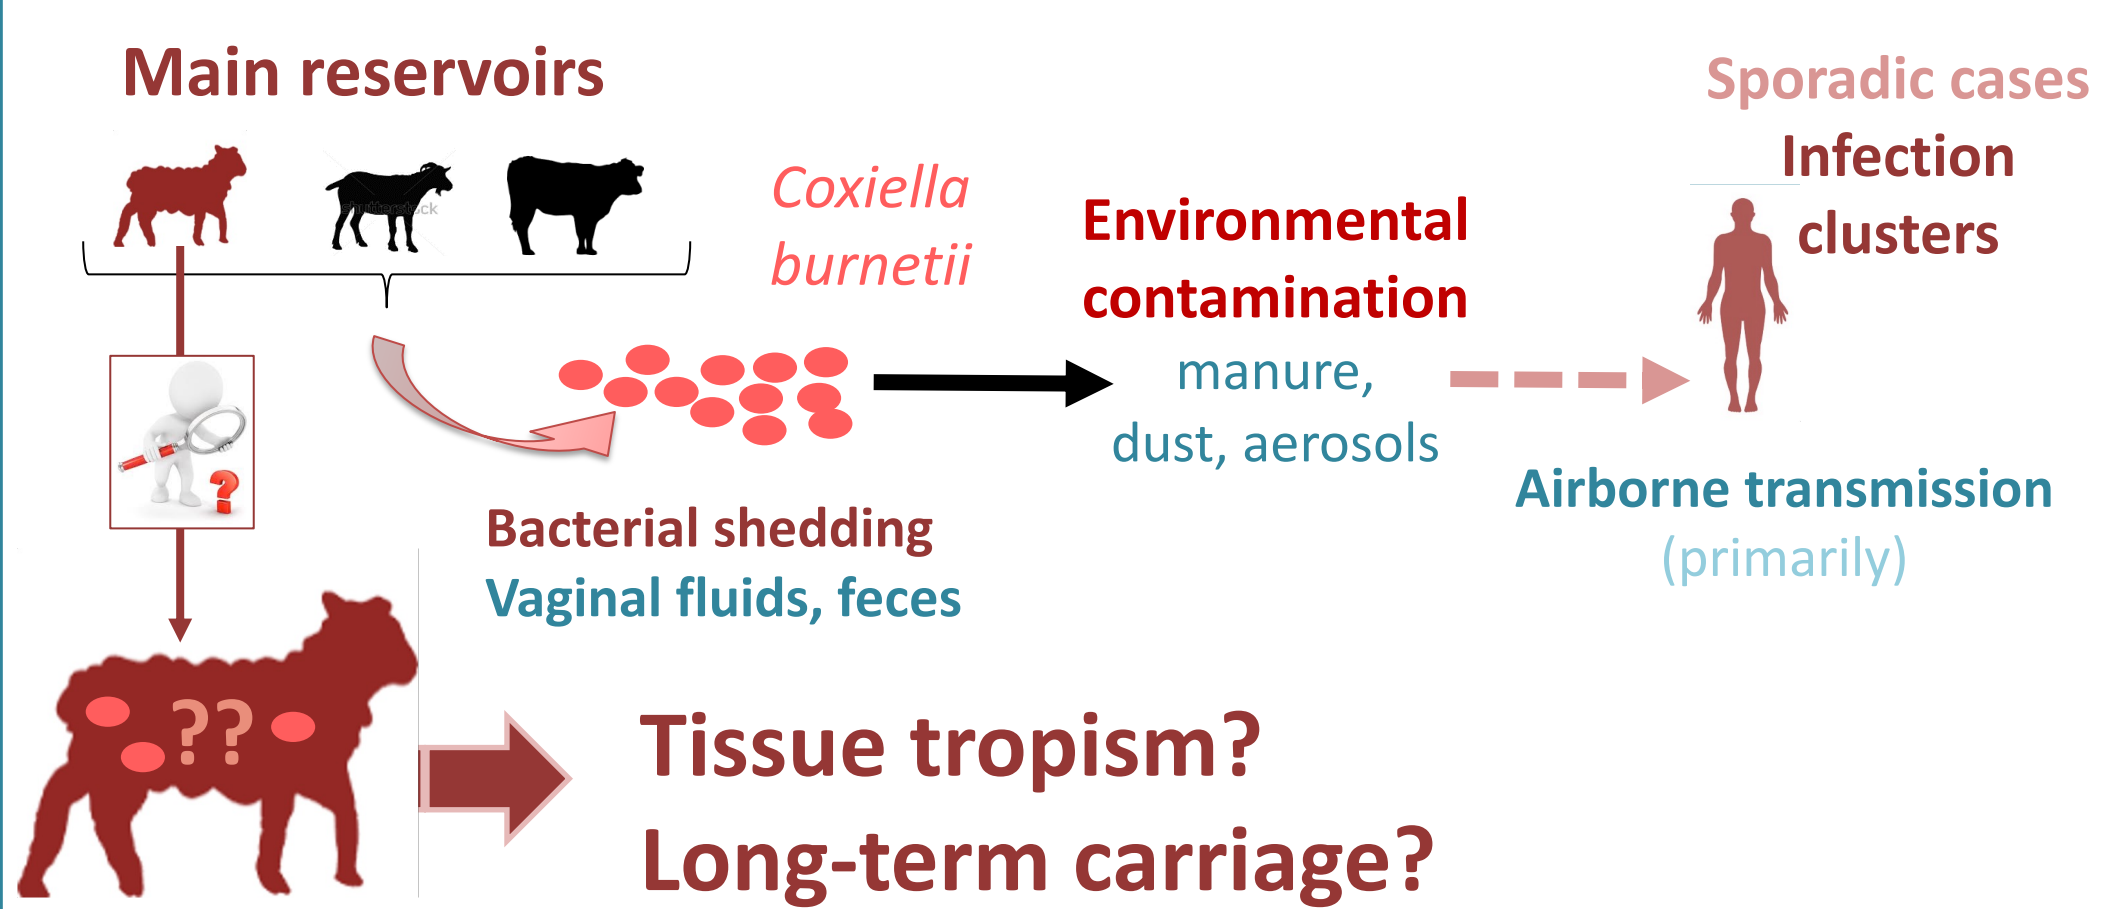 Main reservoirs
shutterstock
Coxiella
burnetii
Environmental
contamination
manure,
dust, aerosols
Sporadic cases
Infection
clusters
Airborne transmission
(primarily)
Bacterial shedding
Vaginal fluids, feces
?
??
Tissue tropism?
Long-term carriage?